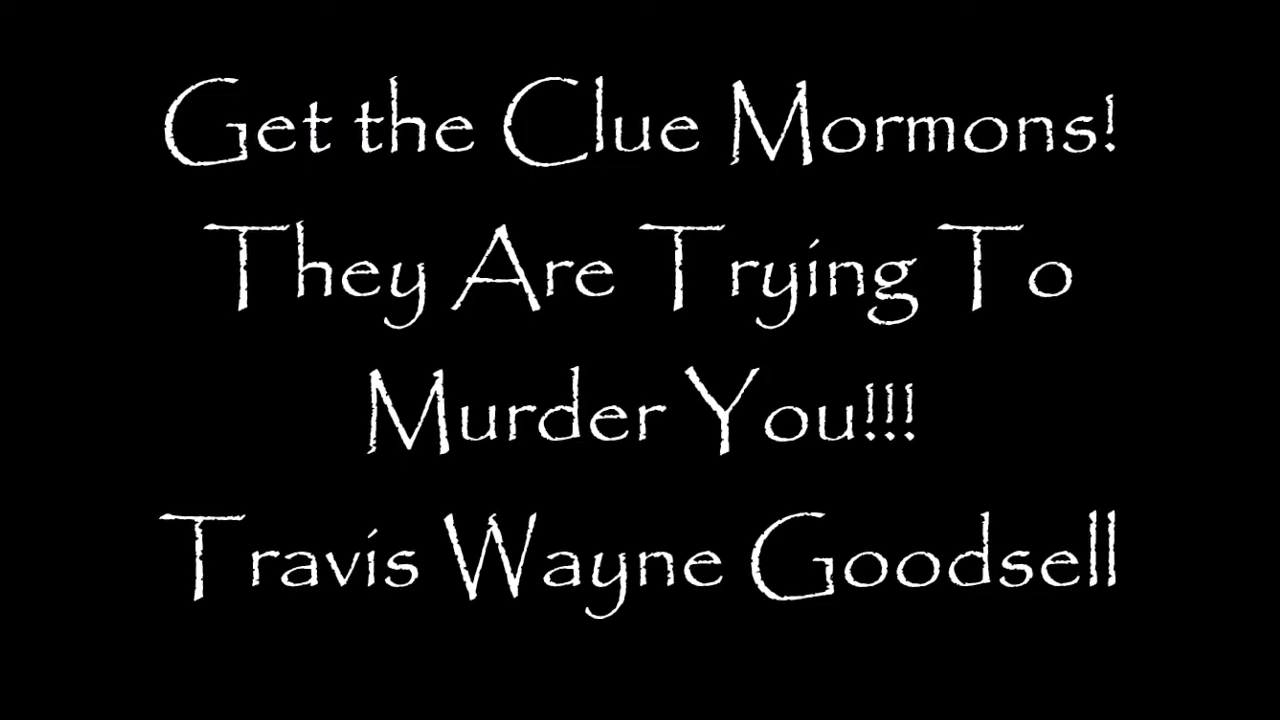 Get the Clue Mormons!
They Are Trying To
Murder You!!!
Travis Wayne Goodsell